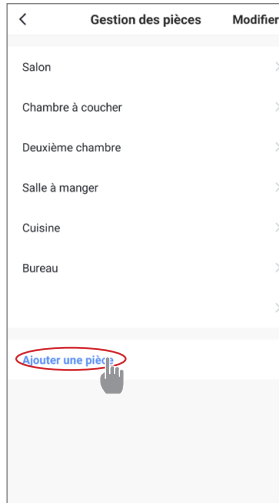 Gestion des pièces Modifier
Salon
Chambre à coucher
Deuxième chambre
Salle à manger
Cuisine
Bureau
Ajouter une pièce